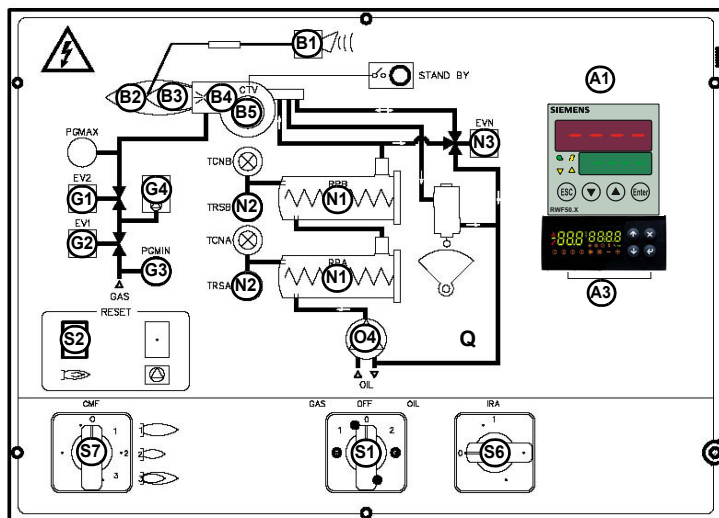 B1
A1
STAND BY
B2 B3 B4 CTV
B5
SIEMENS
PGMAX
EVN
N3
EV2
TCNB
G1
G4
TRSB N2
RRB
N1
ESC Enter
RWF50.X
EV1
G2
PGMIN
G3
GAS
TCNA
TRSA N2
RRA
N1
A3
RESET
S2
O4
OIL
Q
CMF
0
1
2
3
S7
GAS OFF OIL
1 0 2
S1
IRA
1
0
S6